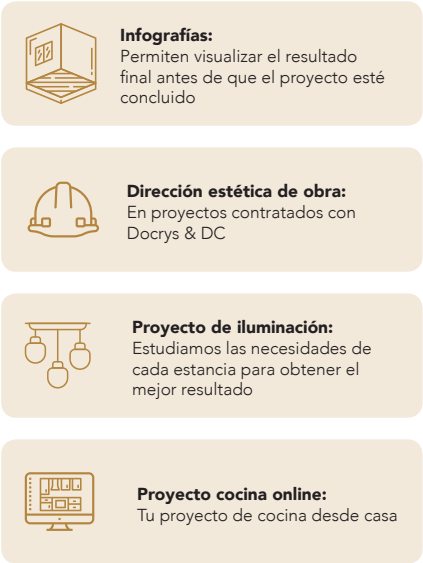 Infografías:
Permiten visualizar el resultado
final antes de que el proyecto esté
concluido
Dirección estética de obra:
En proyectos contratados con
Docrys & DC
Proyecto de iluminación:
Estudiamos las necesidades de
cada estancia para obtener el
mejor resultado
Proyecto cocina online:
Tu proyecto de cocina desde casa